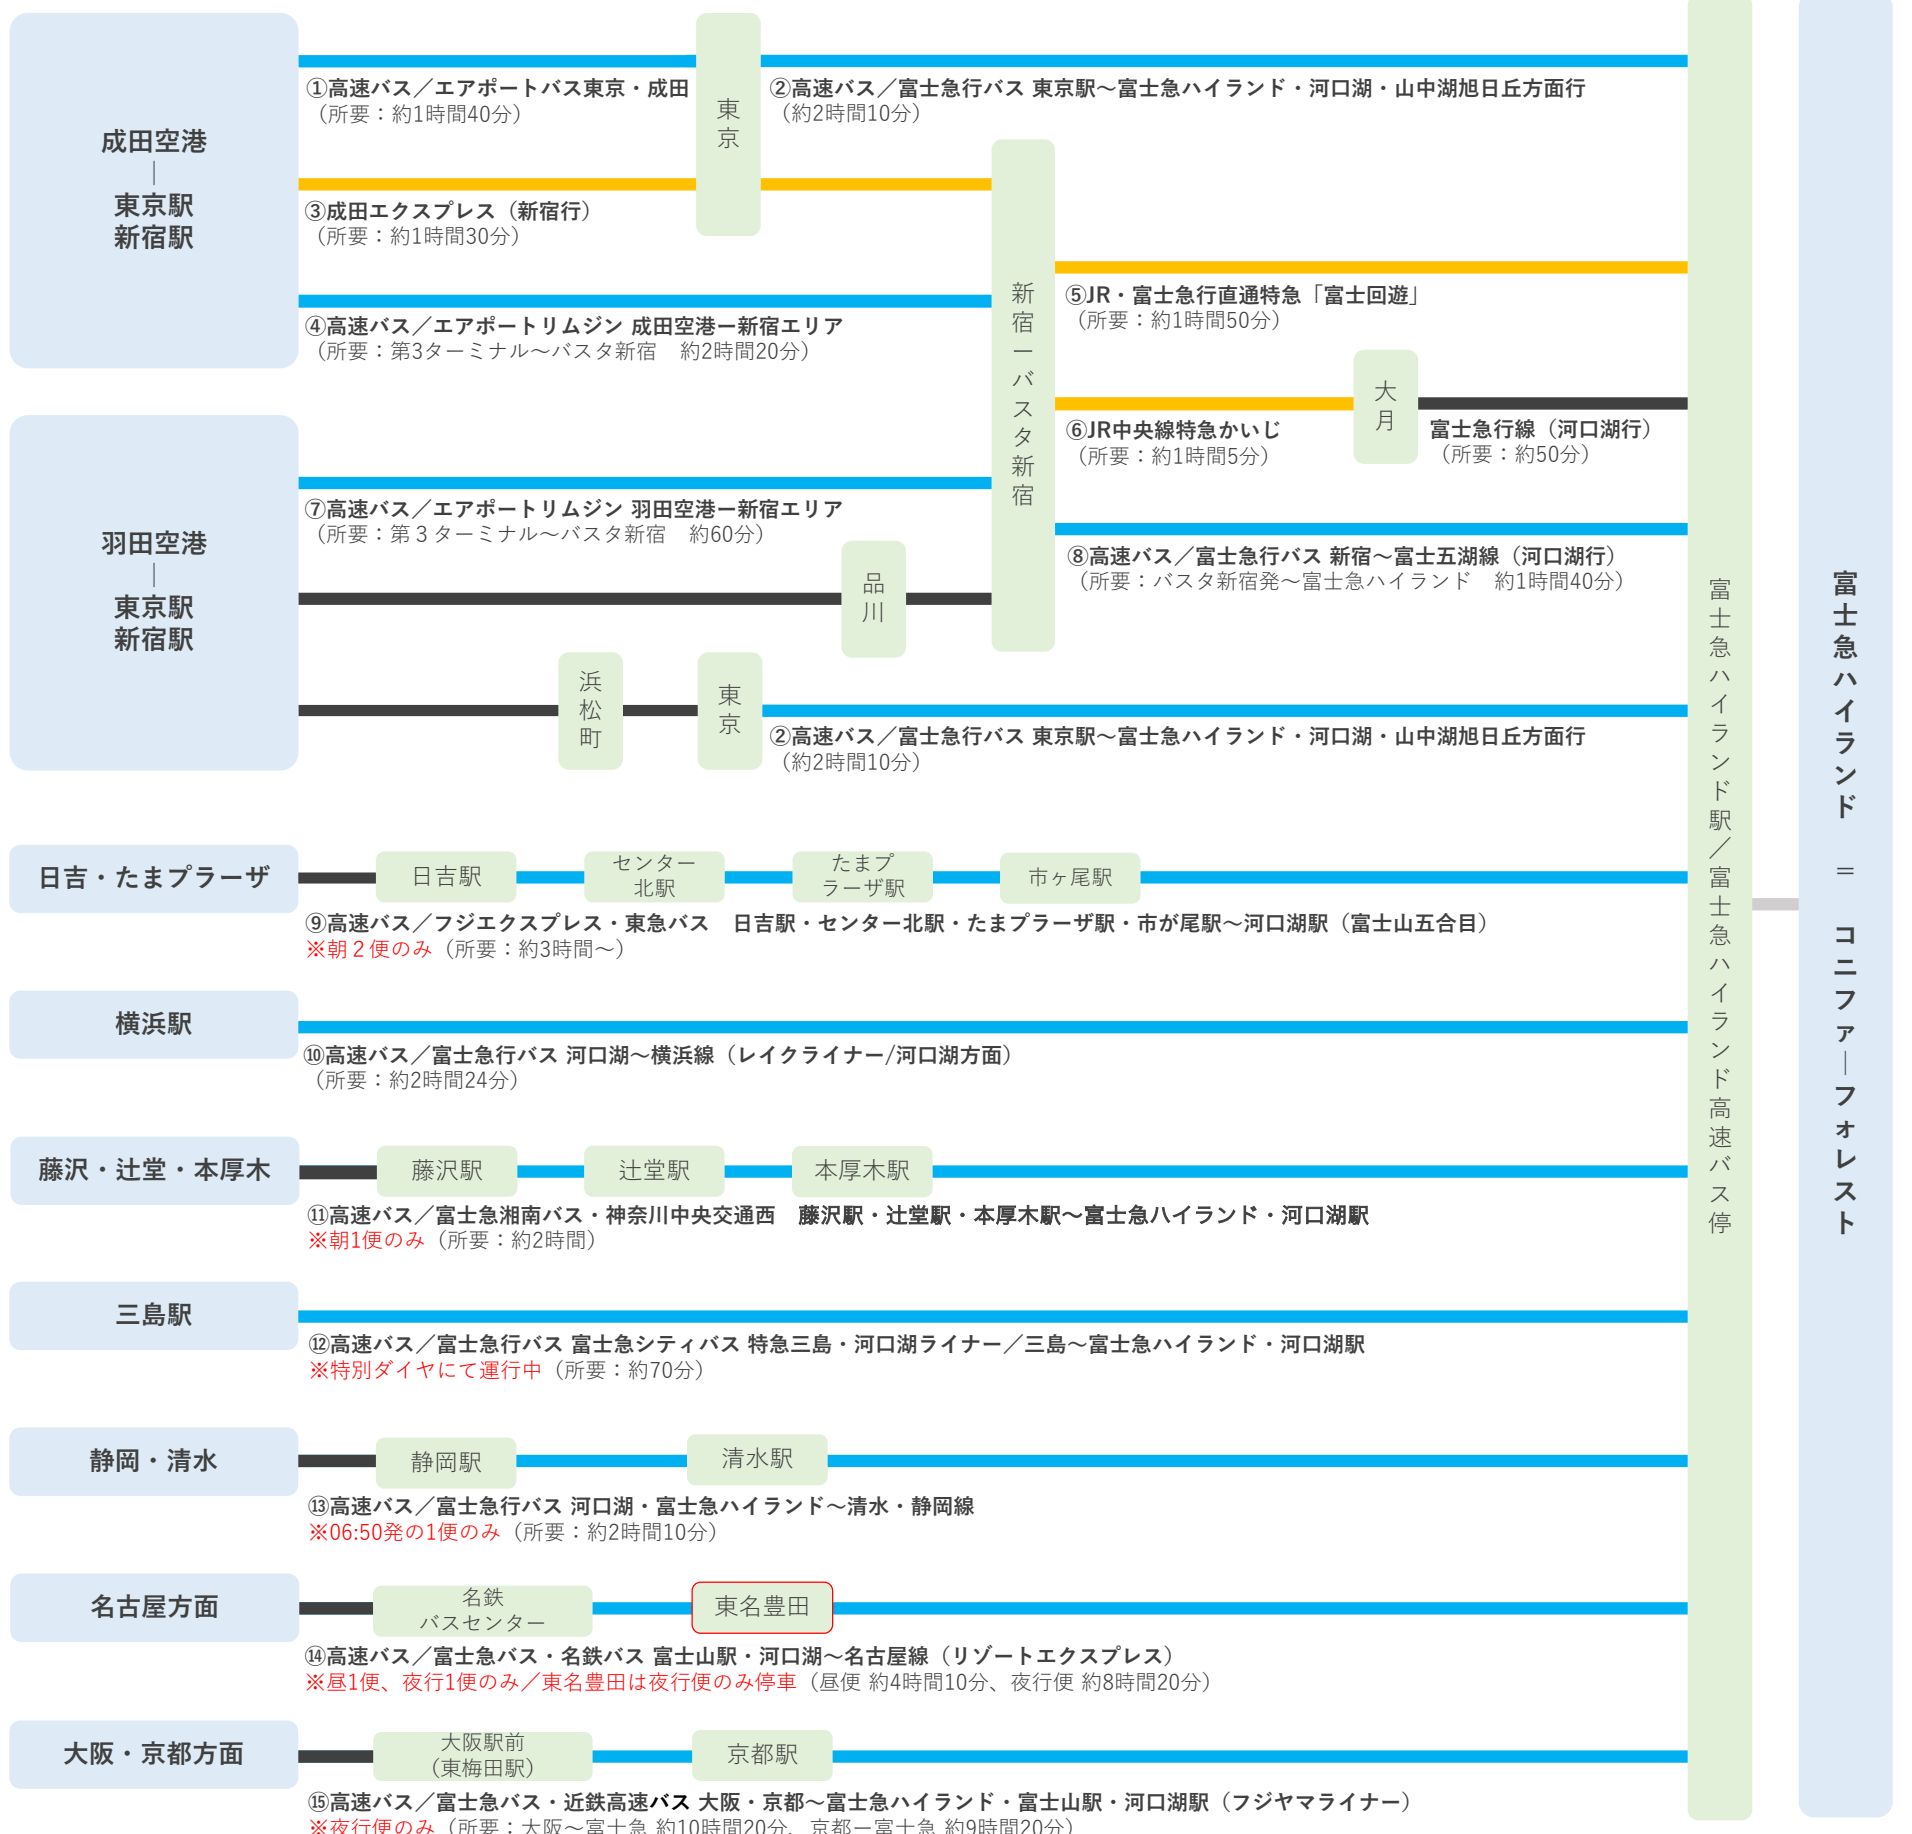 成田空港
｜
東京駅
新宿駅
①高速バス／エアポートバス東京・成田
（所要：約1時間40分）
東京
②高速バス／富士急行バス 東京駅～富士急ハイランド・河口湖・山中湖旭日丘方面行
（約2時間10分）
③成田エクスプレス（新宿行）
（所要：約1時間30分）
④高速バス／エアポートリムジン 成田空港ー新宿エリア
（所要：第3ターミナル～バスタ新宿　約2時間20分）
新宿ーバスタ新宿
⑤JR・富士急行直通特急「富士回遊」
（所要：約1時間50分）
⑥JR中央線特急かいじ
（所要：約1時間5分）
大月
富士急行線（河口湖行）
（所要：約50分）
羽田空港
｜
東京駅
新宿駅
⑦高速バス／エアポートリムジン 羽田空港ー新宿エリア
（所要：第３ターミナル～バスタ新宿　約60分）
⑧高速バス／富士急行バス 新宿～富士五湖線（河口湖行）
（所要：バスタ新宿発～富士急ハイランド　約1時間40分）
品川
浜松町
東京
②高速バス／富士急行バス 東京駅～富士急ハイランド・河口湖・山中湖旭日丘方面行
（約2時間10分）
日吉・たまプラーザ
日吉駅
センター
北駅
たまプ
ラーザ駅
市ヶ尾駅
⑨高速バス／フジエクスプレス・東急バス　日吉駅・センター北駅・たまプラーザ駅・市が尾駅～河口湖駅（富士山五合目）
※朝２便のみ（所要：約3時間～）
横浜駅
⑩高速バス／富士急行バス 河口湖～横浜線（レイクライナー/河口湖方面）
（所要：約2時間24分）
藤沢・辻堂・本厚木
藤沢駅
辻堂駅
本厚木駅
⑪高速バス／富士急湘南バス・神奈川中央交通西　藤沢駅・辻堂駅・本厚木駅～富士急ハイランド・河口湖駅
※朝1便のみ（所要：約2時間）
三島駅
⑫高速バス／富士急行バス 富士急シティバス 特急三島・河口湖ライナー／三島～富士急ハイランド・河口湖駅
※特別ダイヤにて運行中（所要：約70分）
静岡・清水
静岡駅
清水駅
⑬高速バス／富士急行バス 河口湖・富士急ハイランド～清水・静岡線
※06:50発の1便のみ（所要：約2時間10分）
名古屋方面
名鉄
バスセンター
東名豊田
⑭高速バス／富士急バス・名鉄バス 富士山駅・河口湖～名古屋線（リゾートエクスプレス）
※昼1便、夜行1便のみ／東名豊田は夜行便のみ停車（昼便 約4時間10分、夜行便 約8時間20分）
大阪・京都方面
大阪駅前
（東梅田駅）
京都駅
⑮高速バス／富士急バス・近鉄高速バス 大阪・京都～富士急ハイランド・富士山駅・河口湖駅（フジヤマライナー）
※夜行便のみ（所要：大阪～富士急 約10時間20分、京都ー富士急 約9時間20分）
富士急ハイランド駅／富士急ハイランド高速バス停
富士急ハイランド ＝ コニファーフォレスト